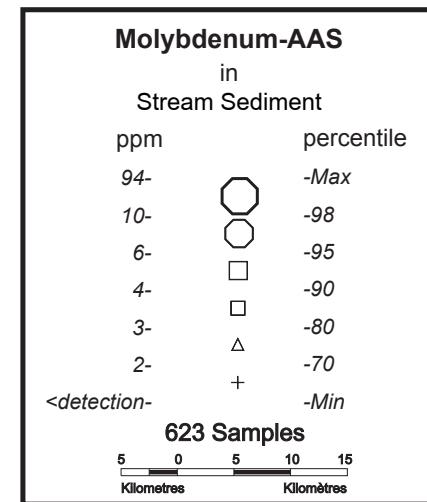 Molybdenum-AAS
in
Stream Sediment
ppm percentile
94- -Max
10- -98
6- -95
4- -90
3- -80
2- -70
<detection- -Min
623 Samples
5 0 5 10 15
Kilometres Kilomètres